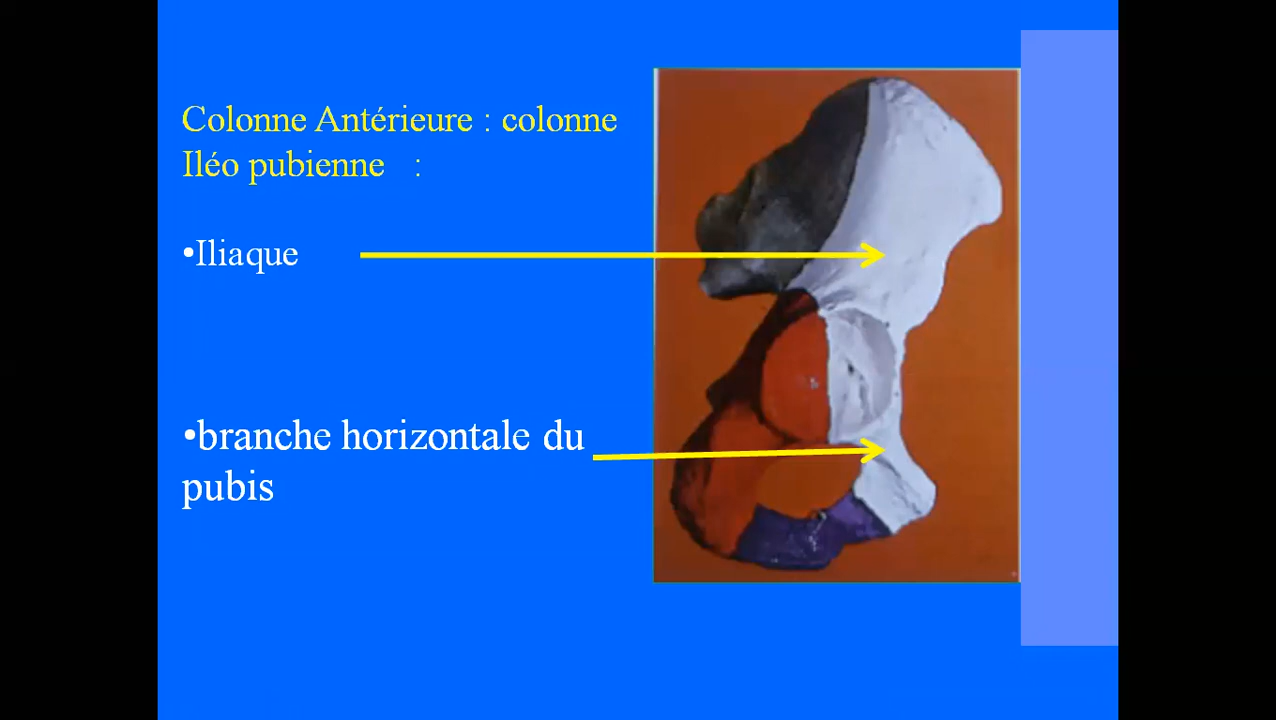 Colonne Antérieure : colonne
Iléo pubienne :
•Iliaque
•branche horizontale du
pubis